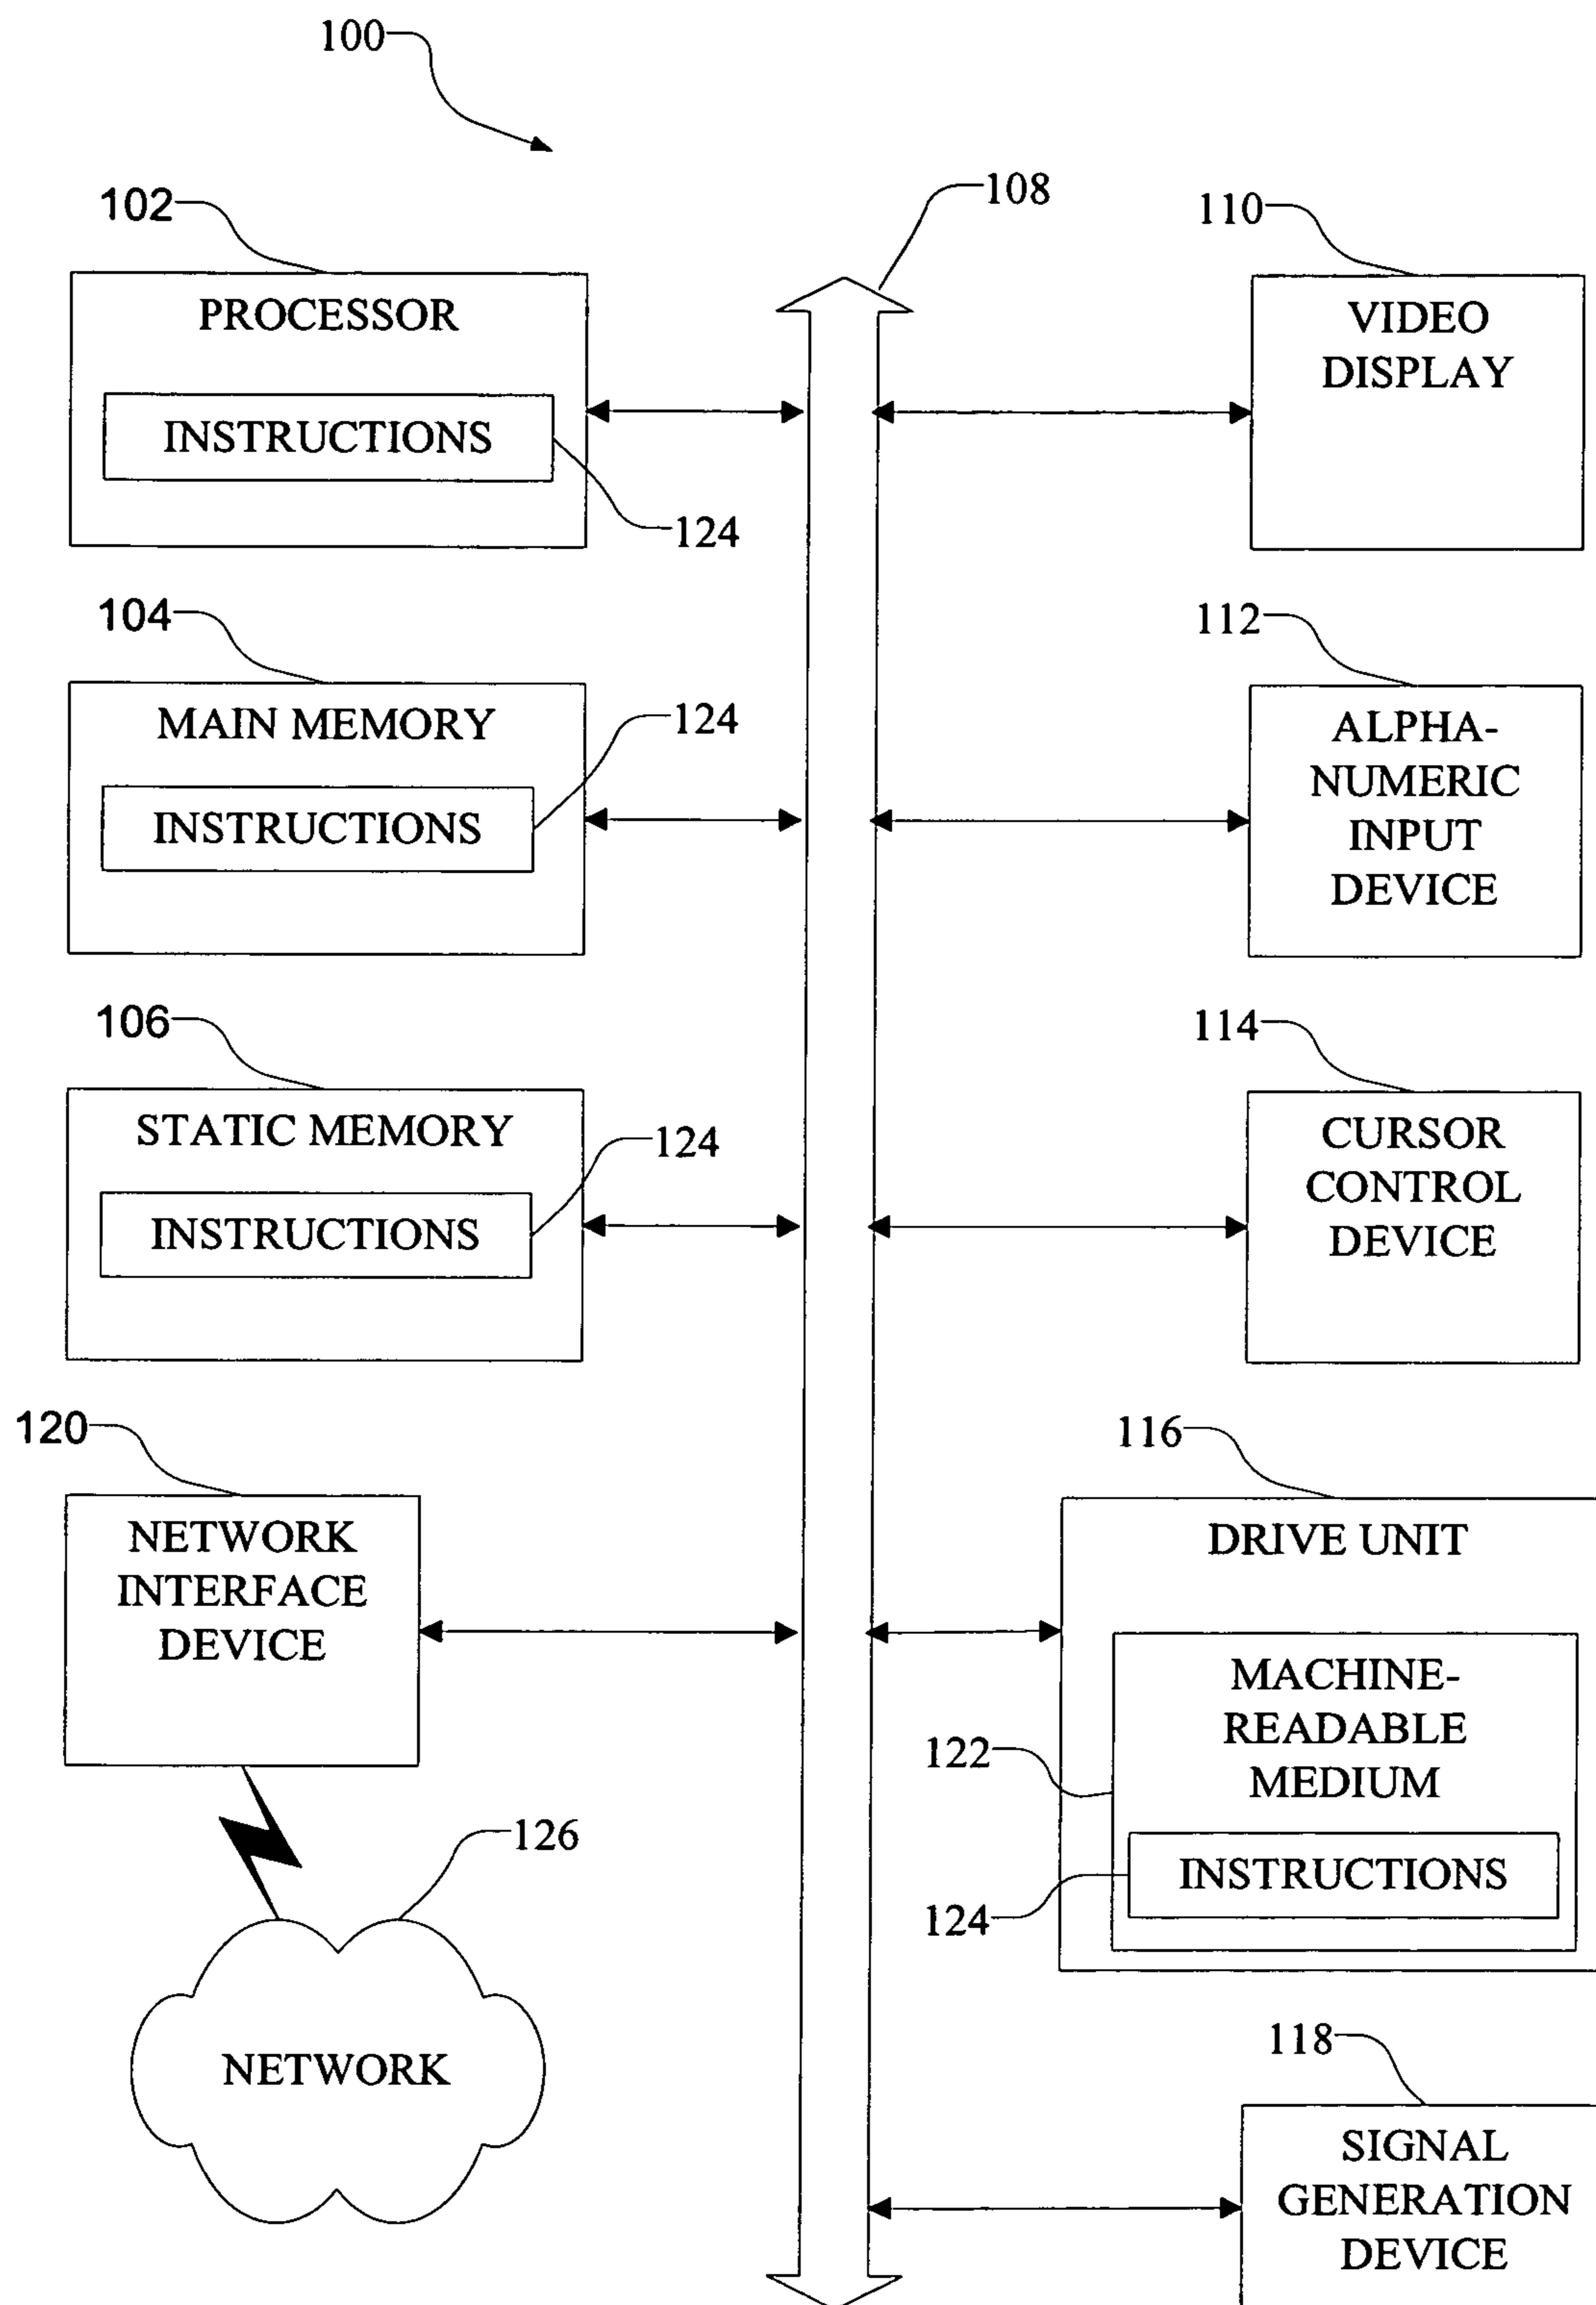 100
108
102
PROCESSOR
INSTRUCTIONS
124
110
VIDEO
DISPLAY
104
MAIN MEMORY
124
INSTRUCTIONS
112
ALPHA-
NUMERIC
INPUT
DEVICE
106
STATIC MEMORY
124
INSTRUCTIONS
114
CURSOR
CONTROL
DEVICE
120
NETWORK
INTERFACE
DEVICE
116
DRIVE UNIT
MACHINE-
READABLE
MEDIUM
122
INSTRUCTIONS
124
126
NETWORK
118
SIGNAL
GENERATION
DEVICE